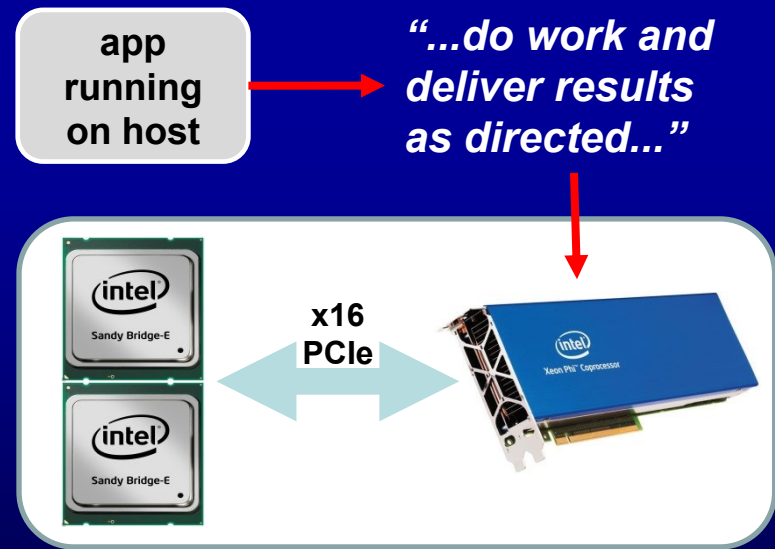 app
running
on host
"...do work and
deliver results
as directed..."
intel
Sandy Bridge-E
x16
PCIe
intel
Xeon Phi™ Coprocessor
intel
Sandy Bridge-E